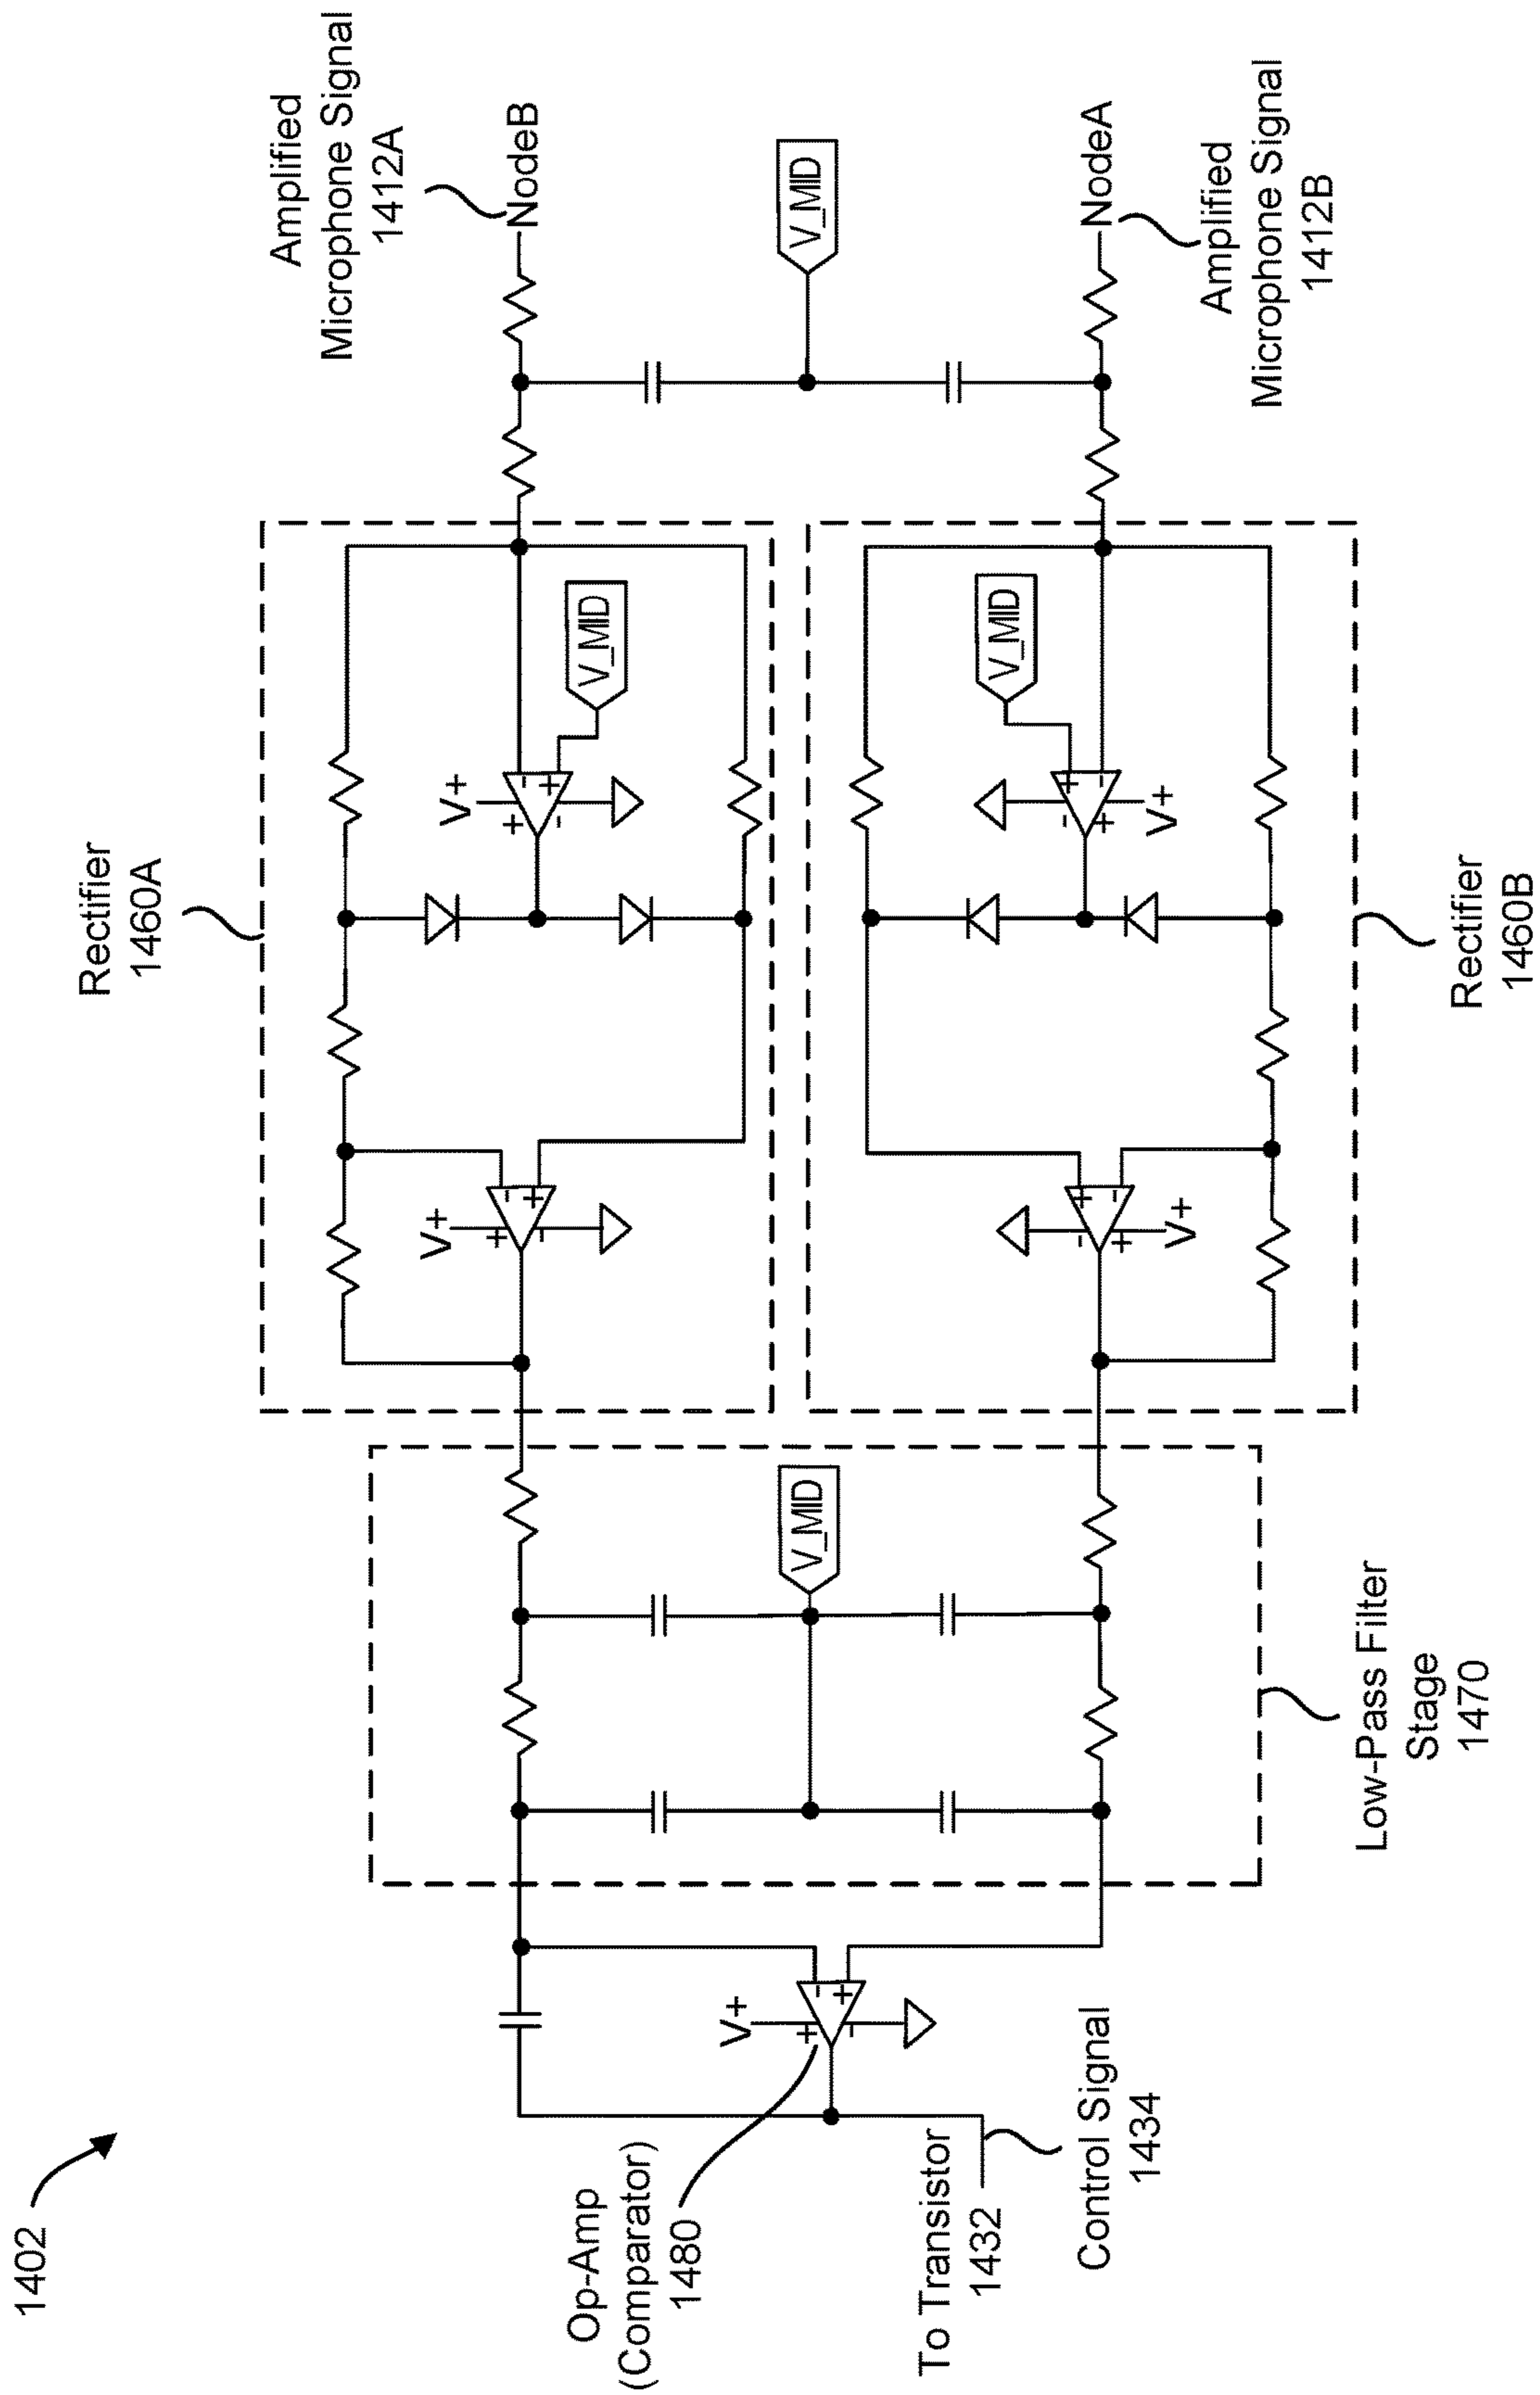 1402
Rectifier
1460A
Amplified
Microphone Signal
1412A
V+
+
-
+
-
V+
+
-
+
-
V_MID
NodeB
Op-Amp
(Comparator)
1480
V+
+
-
+
-
V_MID
V_MID
To Transistor
1432
Control Signal
1434
-
+
-
+
V+
V_MID
-
+
-
+
V+
NodeA
Amplified
Microphone Signal
1412B
Low-Pass Filter
Stage
1470
Rectifier
1460B